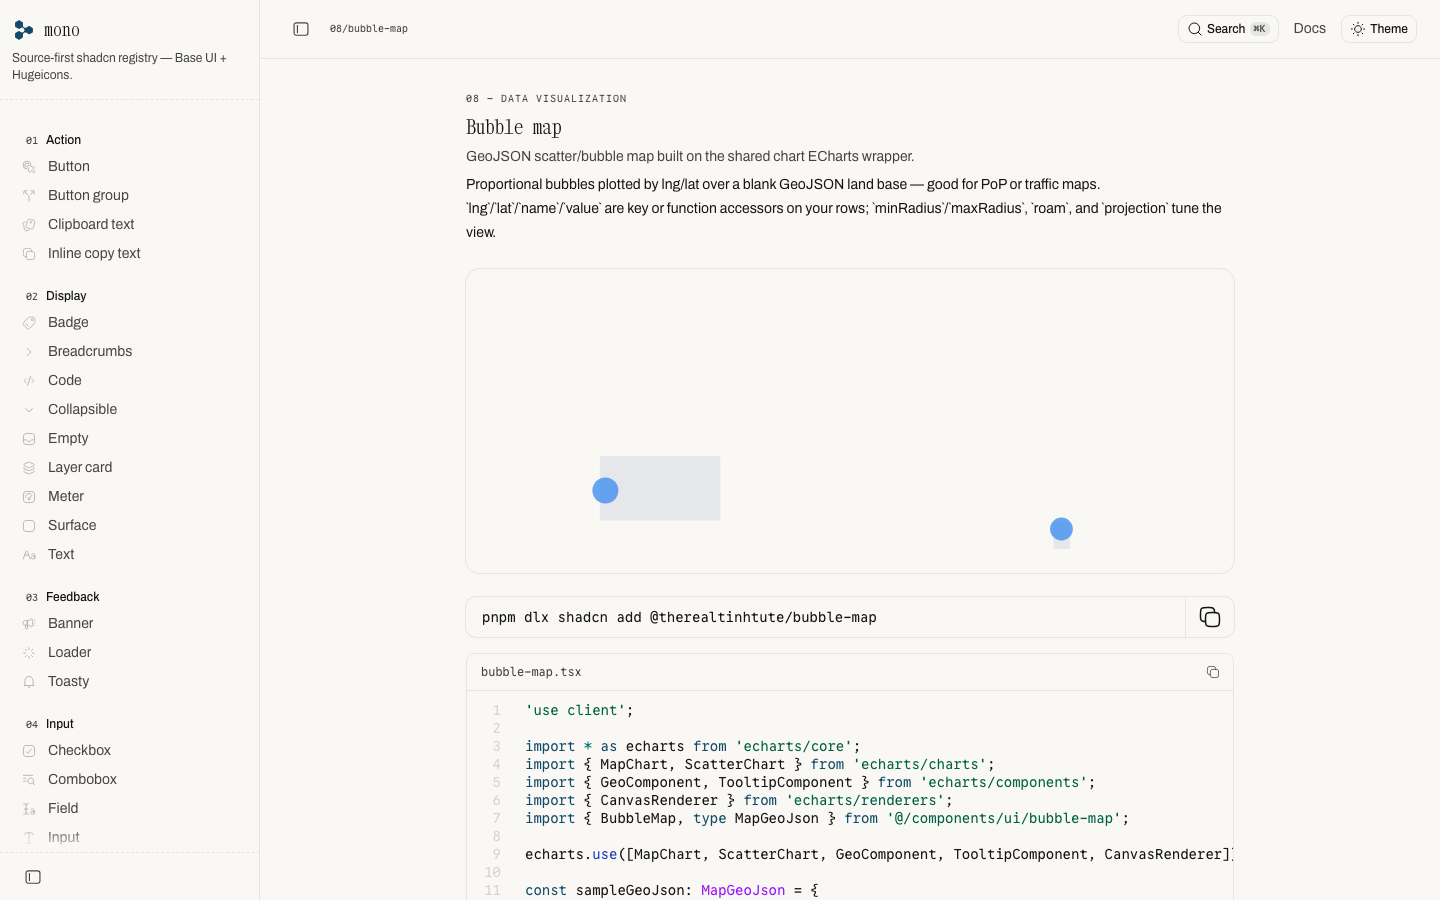 mono
Source-first shadcn registry — Base UI +
Hugeicons.
01 Action
Button
Button group
Clipboard text
Inline copy text
02 Display
Badge
Breadcrumbs
Code
Collapsible
Empty
Layer card
Meter
Surface
Text
03 Feedback
Banner
Loader
Toasty
04 Input
Checkbox
Combobox
Field
Input
08/bubble-map
Search ⌘K
Docs
Theme
08 — DATA VISUALIZATION
Bubble map
GeoJSON scatter/bubble map built on the shared chart ECharts wrapper.
Proportional bubbles plotted by lng/lat over a blank GeoJSON land base — good for PoP or traffic maps.
`lng`/`lat`/`name`/`value` are key or function accessors on your rows; `minRadius`/`maxRadius`, `roam`, and `projection` tune the
view.
pnpm dlx shadcn add @therealtinhtute/bubble-map
bubble-map.tsx
1 'use client';
2
3 import * as echarts from 'echarts/core';
4 import { MapChart, ScatterChart } from 'echarts/charts';
5 import { GeoComponent, TooltipComponent } from 'echarts/components';
6 import { CanvasRenderer } from 'echarts/renderers';
7 import { BubbleMap, type MapGeoJson } from '@/components/ui/bubble-map';
8
9 echarts.use([MapChart, ScatterChart, GeoComponent, TooltipComponent, CanvasRenderer])
10
11 const sampleGeoJson: MapGeoJson = {